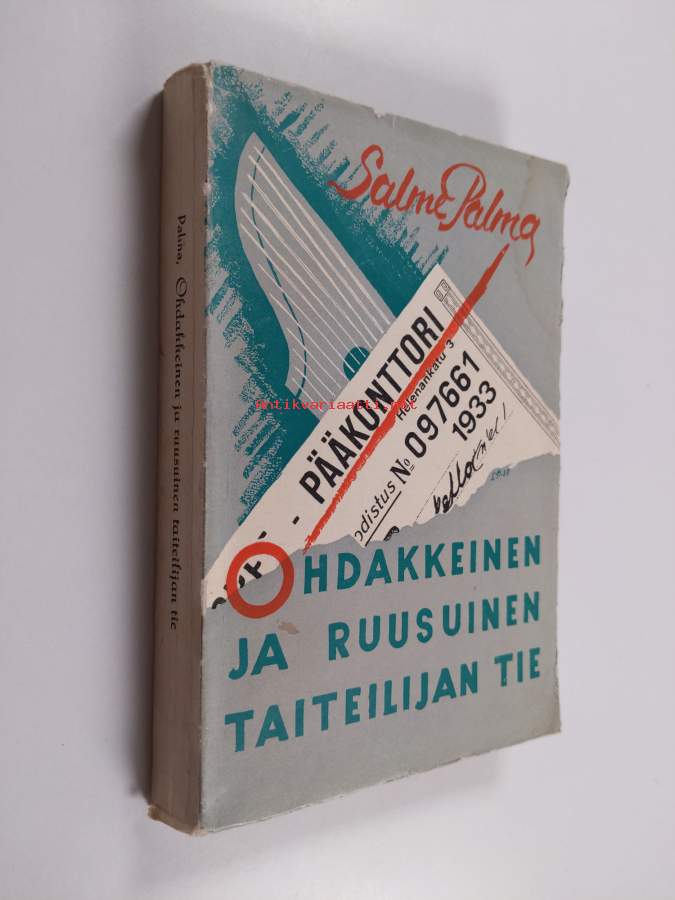 Salme Palma
PÄÄKONTTORI
Helenankatu 3
odistus No 097661
1933
OHDAKKEINEN
JA RUUSUINEN
TAITEILIJAN TIE
Palma, Ohdakkeinen ja ruusuinen taiteilijan tie
antikvariaatti.net